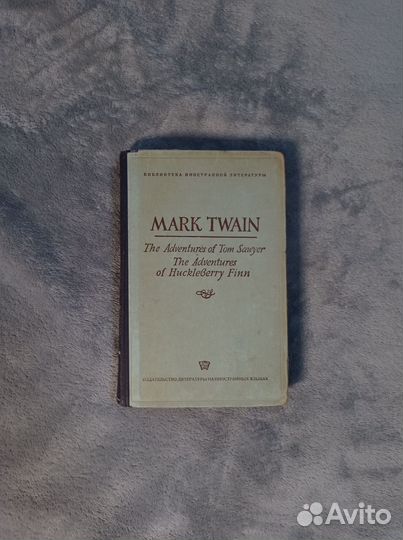 БИБЛИОТЕКА ИНОСТРАННОЙ ЛИТЕРАТУРЫ
MARK TWAIN
The Adventures of Tom Sawyer
The Adventures
of Huckleberry Finn
ИЗДАТЕЛЬСТВО ЛИТЕРАТУРЫ НА ИНОСТРАННЫХ ЯЗЫКАХ
Avito